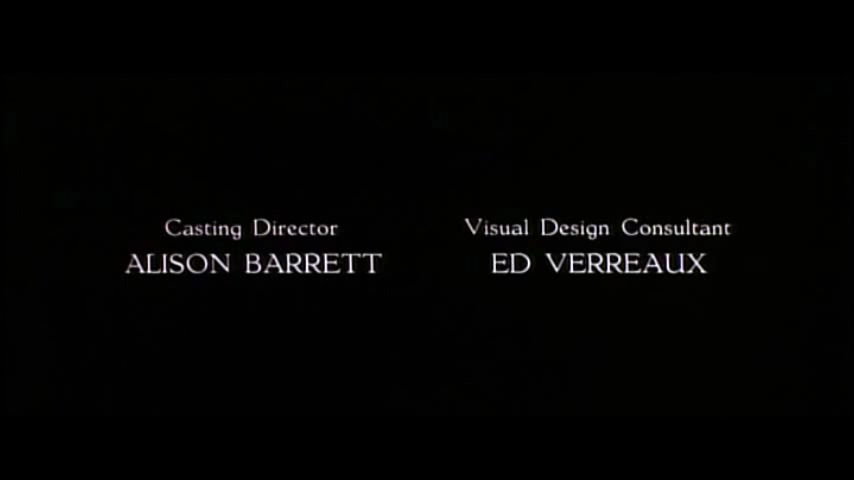 Casting Director
ALISON BARRETT
Visual Design Consultant
ED VERREAUX